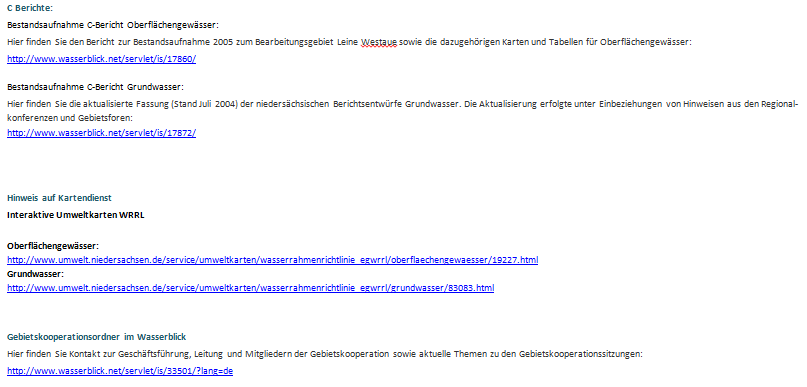 C Berichte:
Bestandsaufnahme C-Bericht Oberflächengewässer:
Hier finden Sie den Bericht zur Bestandsaufnahme 2005 zum Bearbeitungsgebiet Leine Westaue sowie die dazugehörigen Karten und Tabellen für Oberflächengewässer:
http://www.wasserblick.net/servlet/is/17860/
Bestandsaufnahme C-Bericht Grundwasser:
Hier finden Sie die aktualisierte Fassung (Stand Juli 2004) der niedersächsischen Berichtsentwürfe Grundwasser. Die Aktualisierung erfolgte unter Einbeziehen von Hinweisen aus den Regional-
konferenzen und Gebietsforen:
http://www.wasserblick.net/servlet/is/17872/
Hinweis auf Kartendienst
Interaktive Umweltkarten WRRL
Oberflächengewässer:
http://www.umwelt.niedersachsen.de/service/umweltkarten/wasserrahmenrichtlinie_egwrrl/oberflaechengewaesser/19227.html
Grundwasser:
http://www.umwelt.niedersachsen.de/service/umweltkarten/wasserrahmenrichtlinie_egwrrl/grundwasser/83083.html
Gebietskooperationsordner im Wasserblick
Hier finden Sie Kontakt zur Geschäftsführung, Leitung und Mitgliedern der Gebietskooperation sowie aktuelle Themen zu den Gebietskooperationssitzungen:
http://www.wasserblick.net/servlet/is/33501/?lang=de